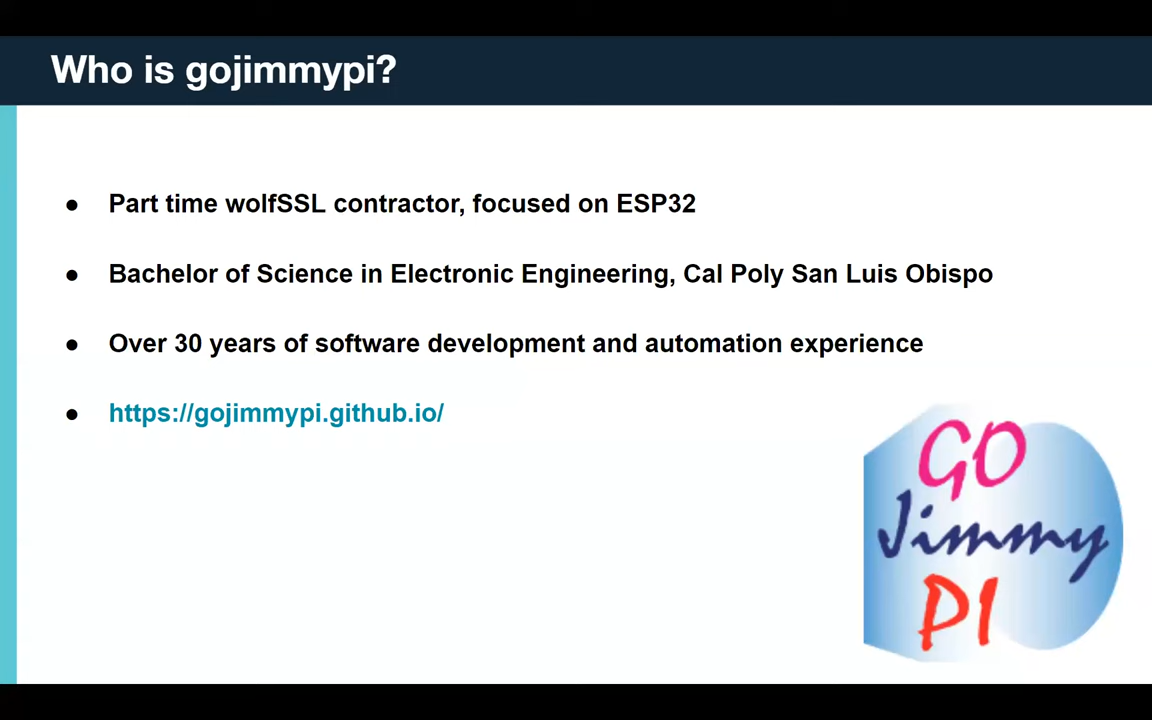 Who is gojimmypi?
● Part time wolfSSL contractor, focused on ESP32
● Bachelor of Science in Electronic Engineering, Cal Poly San Luis Obispo
● Over 30 years of software development and automation experience
● https://gojimmypi.github.io/
GO
Jimmy
PI